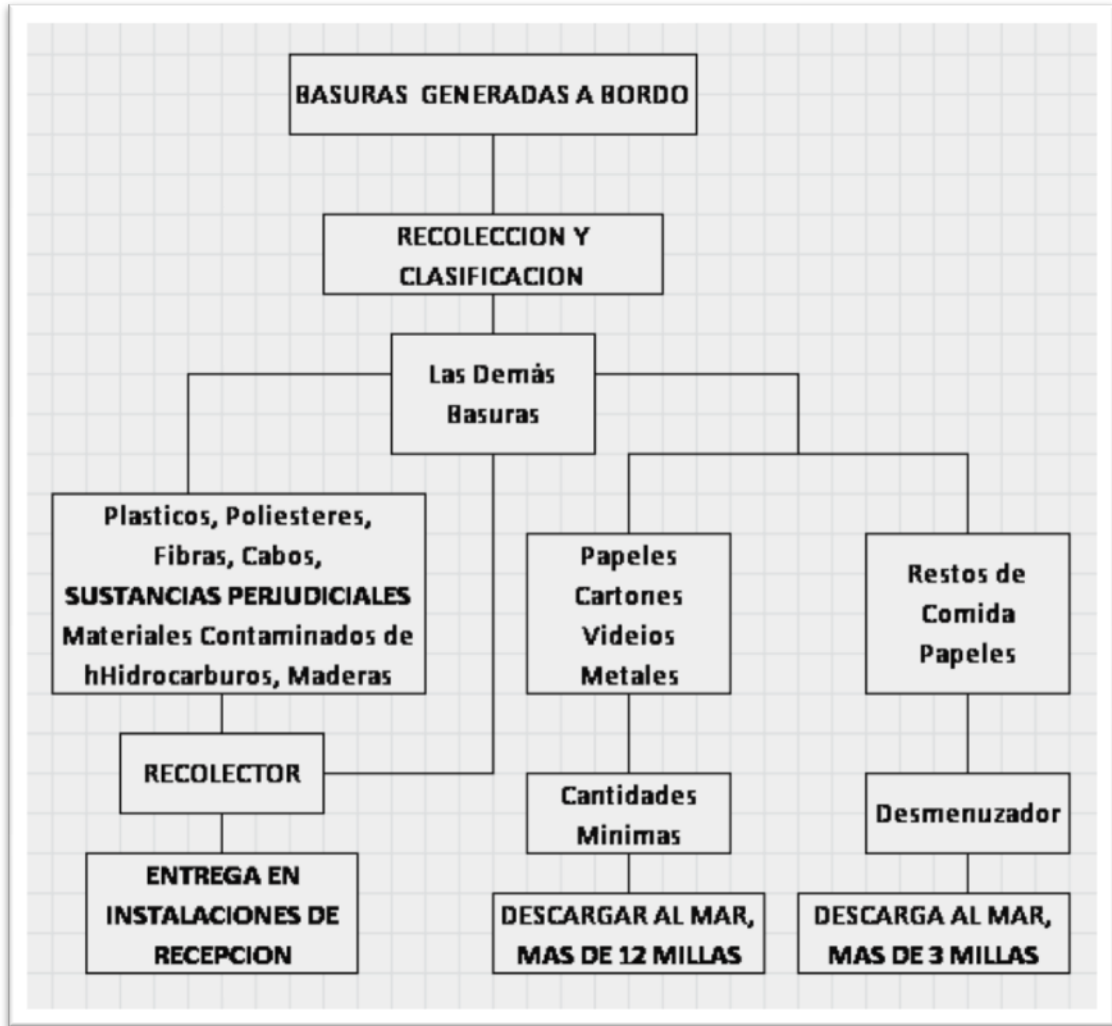 BASURAS GENERADAS A BORDO
RECOLECCION Y
CLASIFICACION
Las Demás
Basuras
Plasticos, Poliesteres,
Fibras, Cabos,
SUSTANCIAS PERJUDICIALES
Materiales Contaminados de
hHidrocarburos, Maderas
RECOLECTOR
ENTREGA EN
INSTALACIONES DE
RECEPCION
Papeles
Cartones
Videios
Metales
Cantidades
Minimas
DESCARGAR AL MAR,
MAS DE 12 MILLAS
Restos de
Comida
Papeles
Desmenuzador
DESCARGA AL MAR,
MAS DE 3 MILLAS